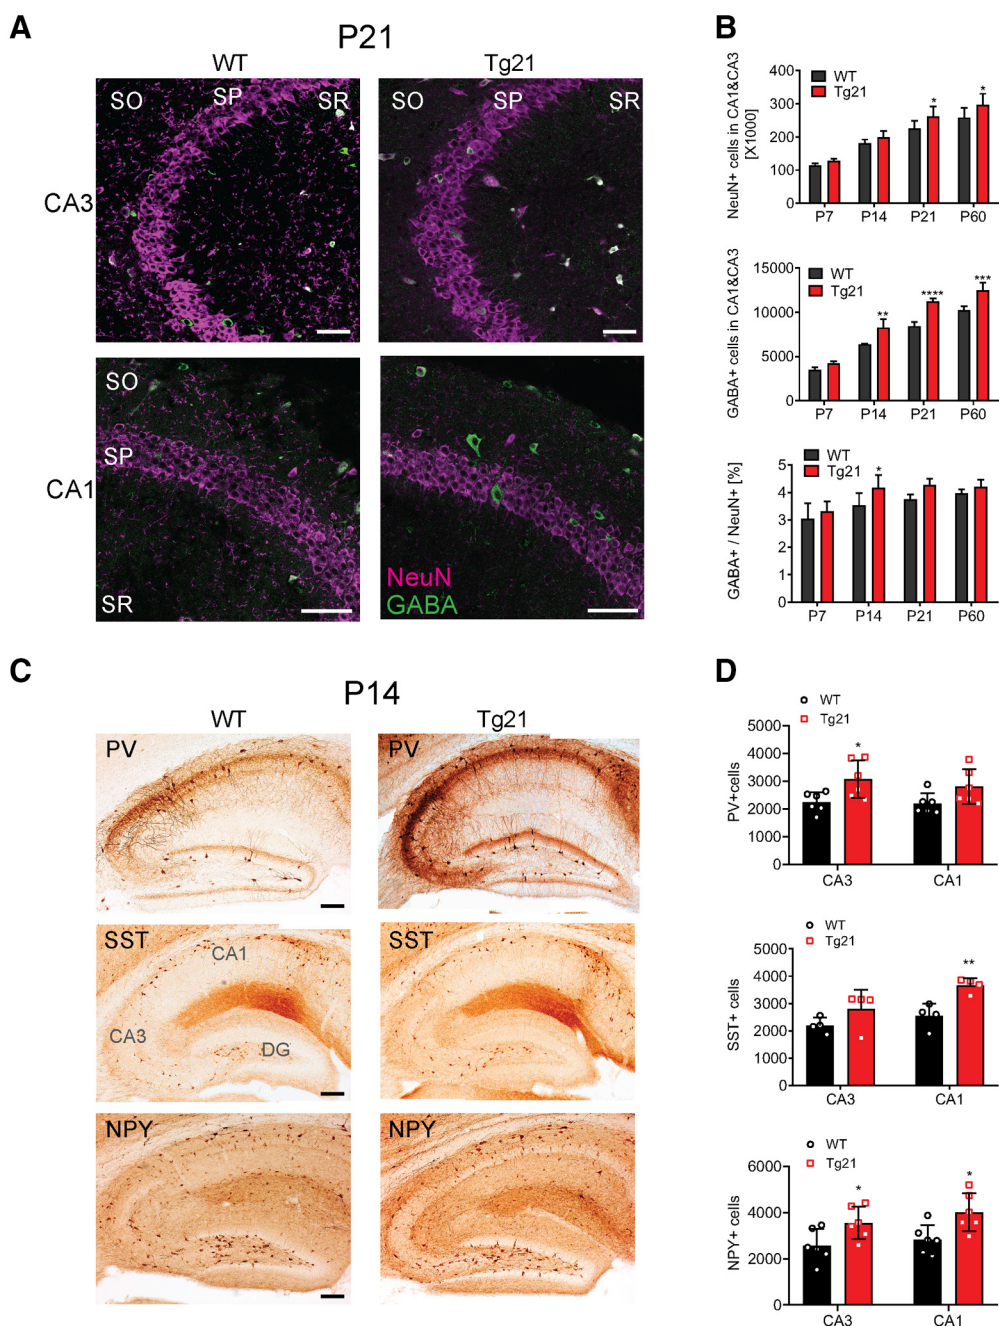 A
P21
WT
Tg21
SO SP SR
SO SP SR
CA3
SO
SP
SR
CA1
NeuN
GABA
B
NeuN+ cells in CA1&CA3
[X1000]
WT
Tg21
400
300
200
100
0
* *
P7 P14 P21 P60
GABA+ cells in CA1&CA3
WT
Tg21
15000
10000
5000
0
** **** ***
P7 P14 P21 P60
GABA+ / NeuN+ [%]
WT
Tg21
5
4
3
2
1
0
*
P7 P14 P21 P60
C
P14
WT
Tg21
PV
PV
SST
CA1
CA3
DG
SST
NPY
NPY
D
WT
Tg21
PV+cells
5000
4000
3000
2000
1000
0
*
CA3 CA1
WT
Tg21
SST+ cells
5000
4000
3000
2000
1000
0
**
CA3 CA1
WT
Tg21
NPY+ cells
6000
4000
2000
0
* *
CA3 CA1